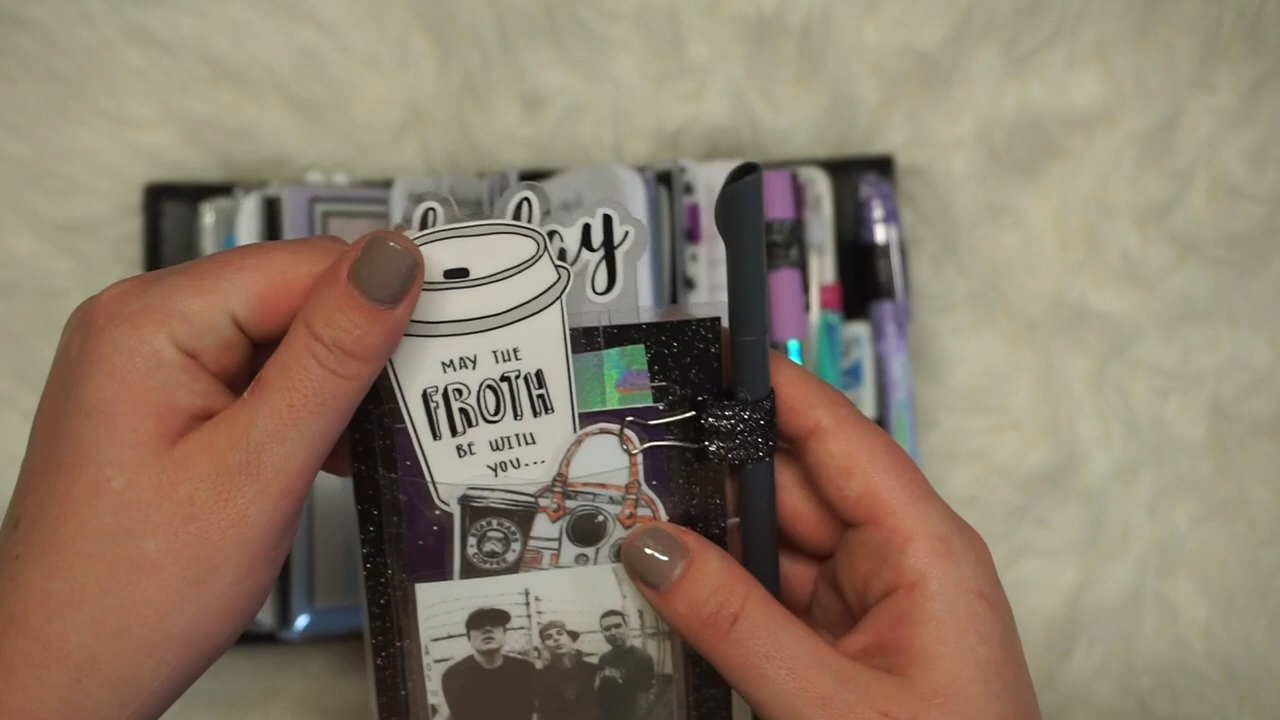 MAY THE
FROTH
BE WITH
YOU...
STAR WARS
COFFEE